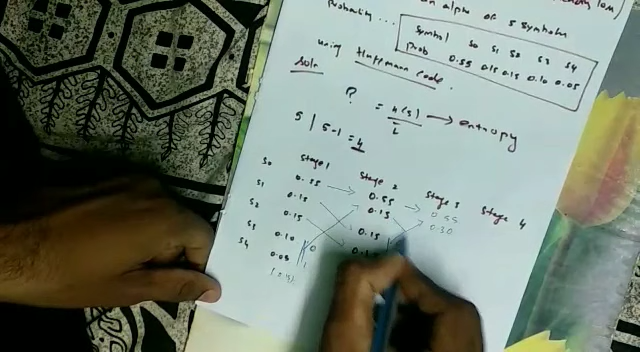 an alpha of 5 symbols
probability...
Symbol S0 S1 S2 S3 S4
Prob 0.55 0.15 0.15 0.10 0.05
using Huffmann Code.
Soln
?
= H(s) / L → entropy
5 | 5-1 = 4
Stage 1 Stage 2 Stage 3 Stage 4
S0 0.55 → 0.55 → 0.55
S1 0.15 0.15 0.30
S2 0.15 0.15
S3 0.10 0
S4 0.05 1